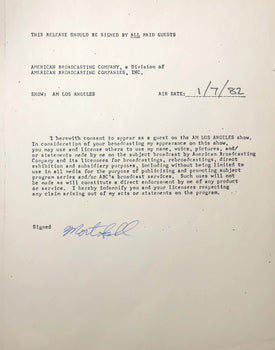 THIS RELEASE SHOULD BE SIGNED BY ALL PAID GUESTS
AMERICAN BROADCASTING COMPANY, a Division of
AMERICAN BROADCASTING COMPANIES, INC.
SHOW: AM LOS ANGELES AIR DATE: 1/7/82
I herewith consent to appear as a guest on the AM LOS ANGELES show.
In consideration of your broadcasting my appearance on this show,
you may use and license others to use my name, voice, pictures, and/
or statements made by me on the subject broadcast by American Broadcasting
Company and its licensees for broadcastings, rebroadcastings, direct
exhibition and subsidiary purposes, including without being limited to
use in all media for the purpose of publicizing and promoting subject
program series and/or ABC's broadcast services. Such uses will not
be made so as will constitute a direct endorsement by me of any product
or service. I hereby indemnify you and your licensees respecting
any claim arising out of my acts or statements on the program.
Signed Mort